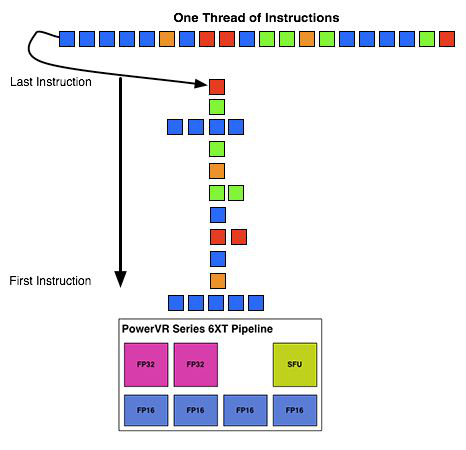 One Thread of Instructions
Last Instruction
First Instruction
PowerVR Series 6XT Pipeline
FP32 FP32 SFU
FP16 FP16 FP16 FP16